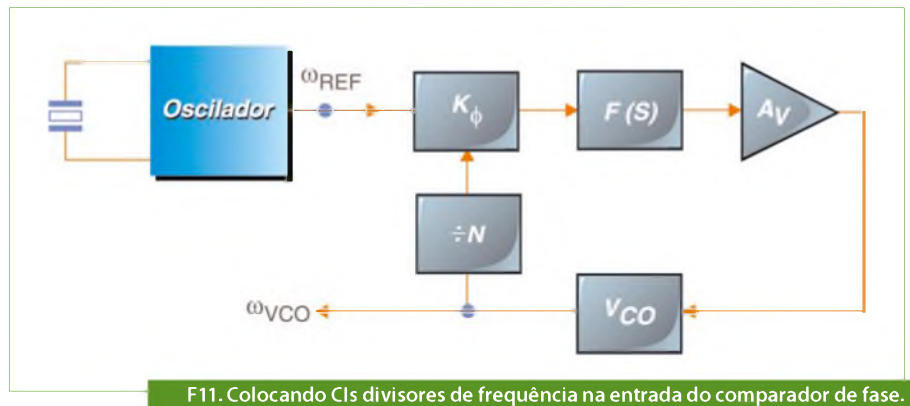 Oscilador
ωREF
Kϕ
F(S)
AV
÷N
ωVCO
VCO
F11. Colocando CIs divisores de frequência na entrada do comparador de fase.